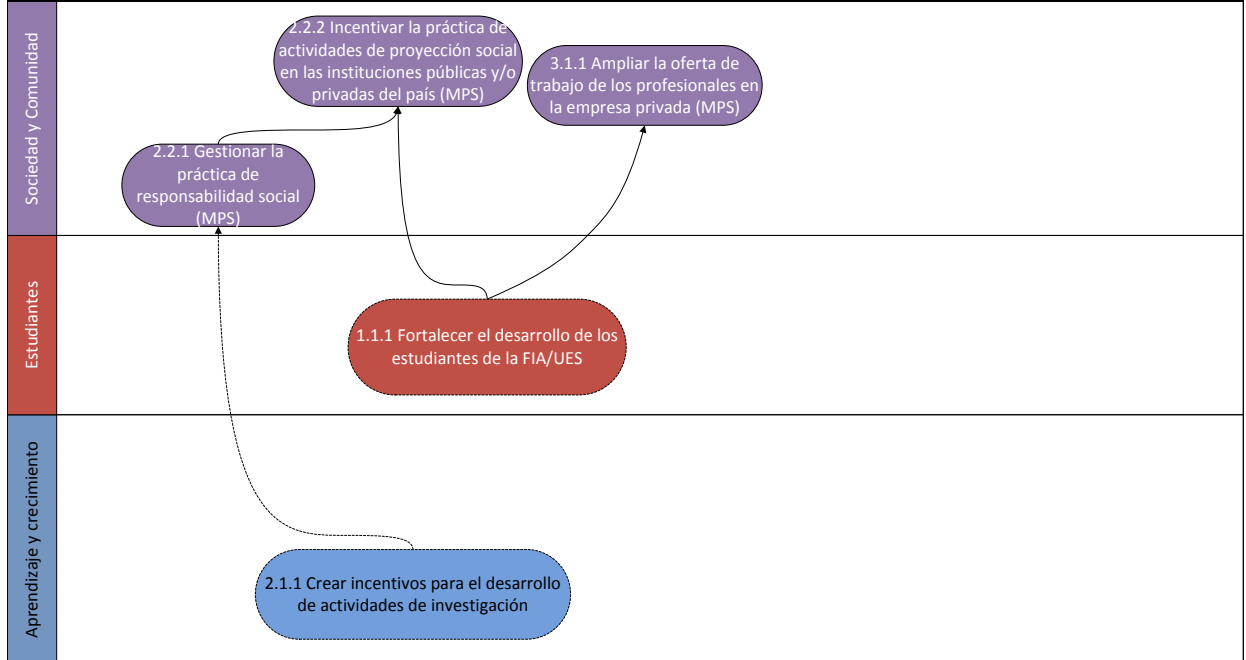 Sociedad y Comunidad
2.2.2 Incentivar la práctica de
actividades de proyección social
en las instituciones públicas y/o
privadas del país (MPS)
3.1.1 Ampliar la oferta de
trabajo de los profesionales en
la empresa privada (MPS)
2.2.1 Gestionar la
práctica de
responsabilidad social
(MPS)
Estudiantes
1.1.1 Fortalecer el desarrollo de los
estudiantes de la FIA/UES
Aprendizaje y crecimiento
2.1.1 Crear incentivos para el desarrollo
de actividades de investigación